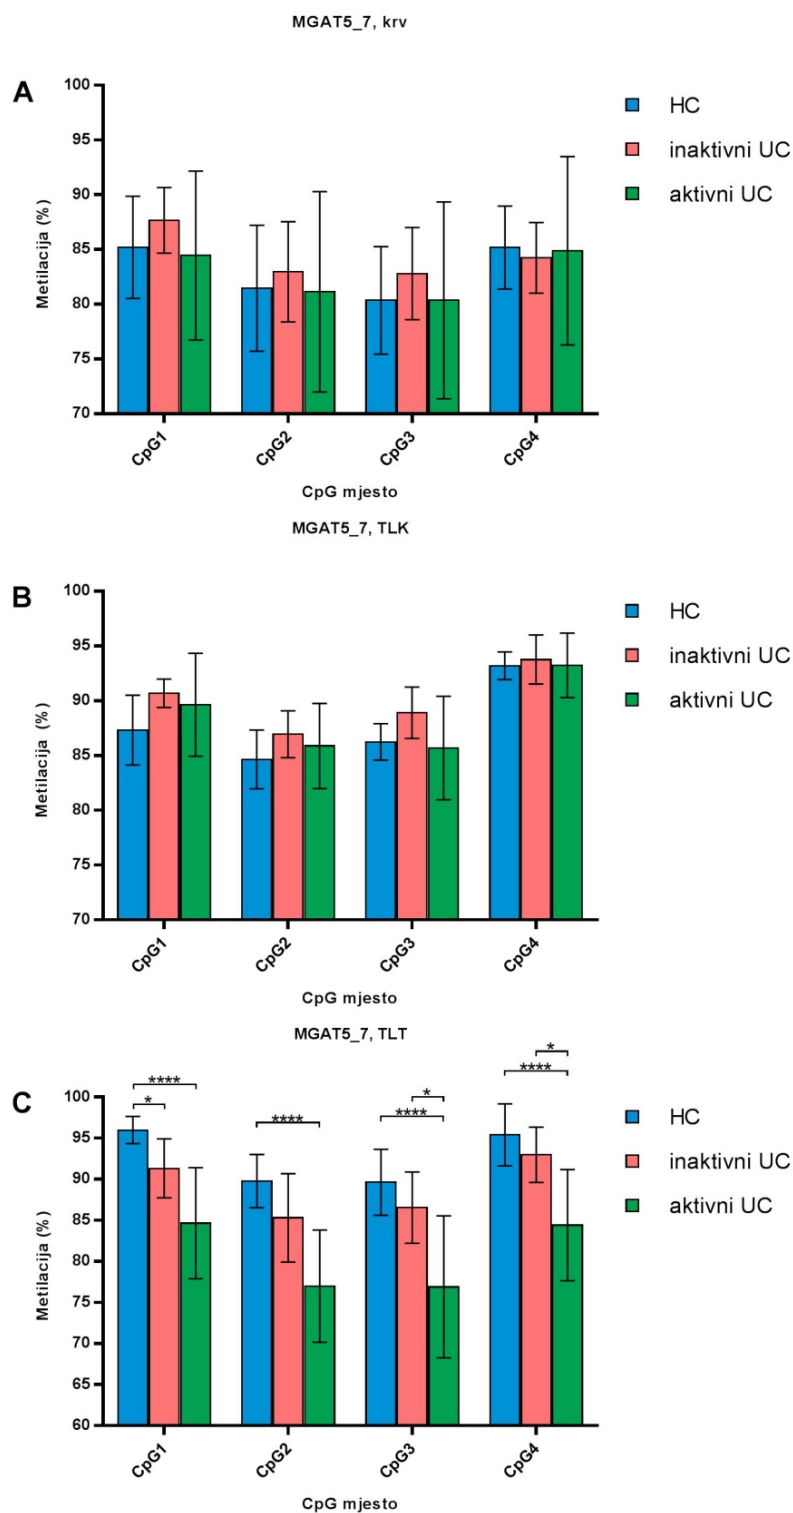 MGAT5_7, krv
A
100
95
90
85
80
75
70
Metilacija (%)
CpG1
CpG2
CpG3
CpG4
CpG mjesto
HC
inaktivni UC
aktivni UC
MGAT5_7, TLK
B
100
95
90
85
80
75
70
Metilacija (%)
CpG1
CpG2
CpG3
CpG4
CpG mjesto
HC
inaktivni UC
aktivni UC
MGAT5_7, TLT
C
100
95
90
85
80
75
70
65
60
Metilacija (%)
****
*
****
*
****
*
****
CpG1
CpG2
CpG3
CpG4
CpG mjesto
HC
inaktivni UC
aktivni UC